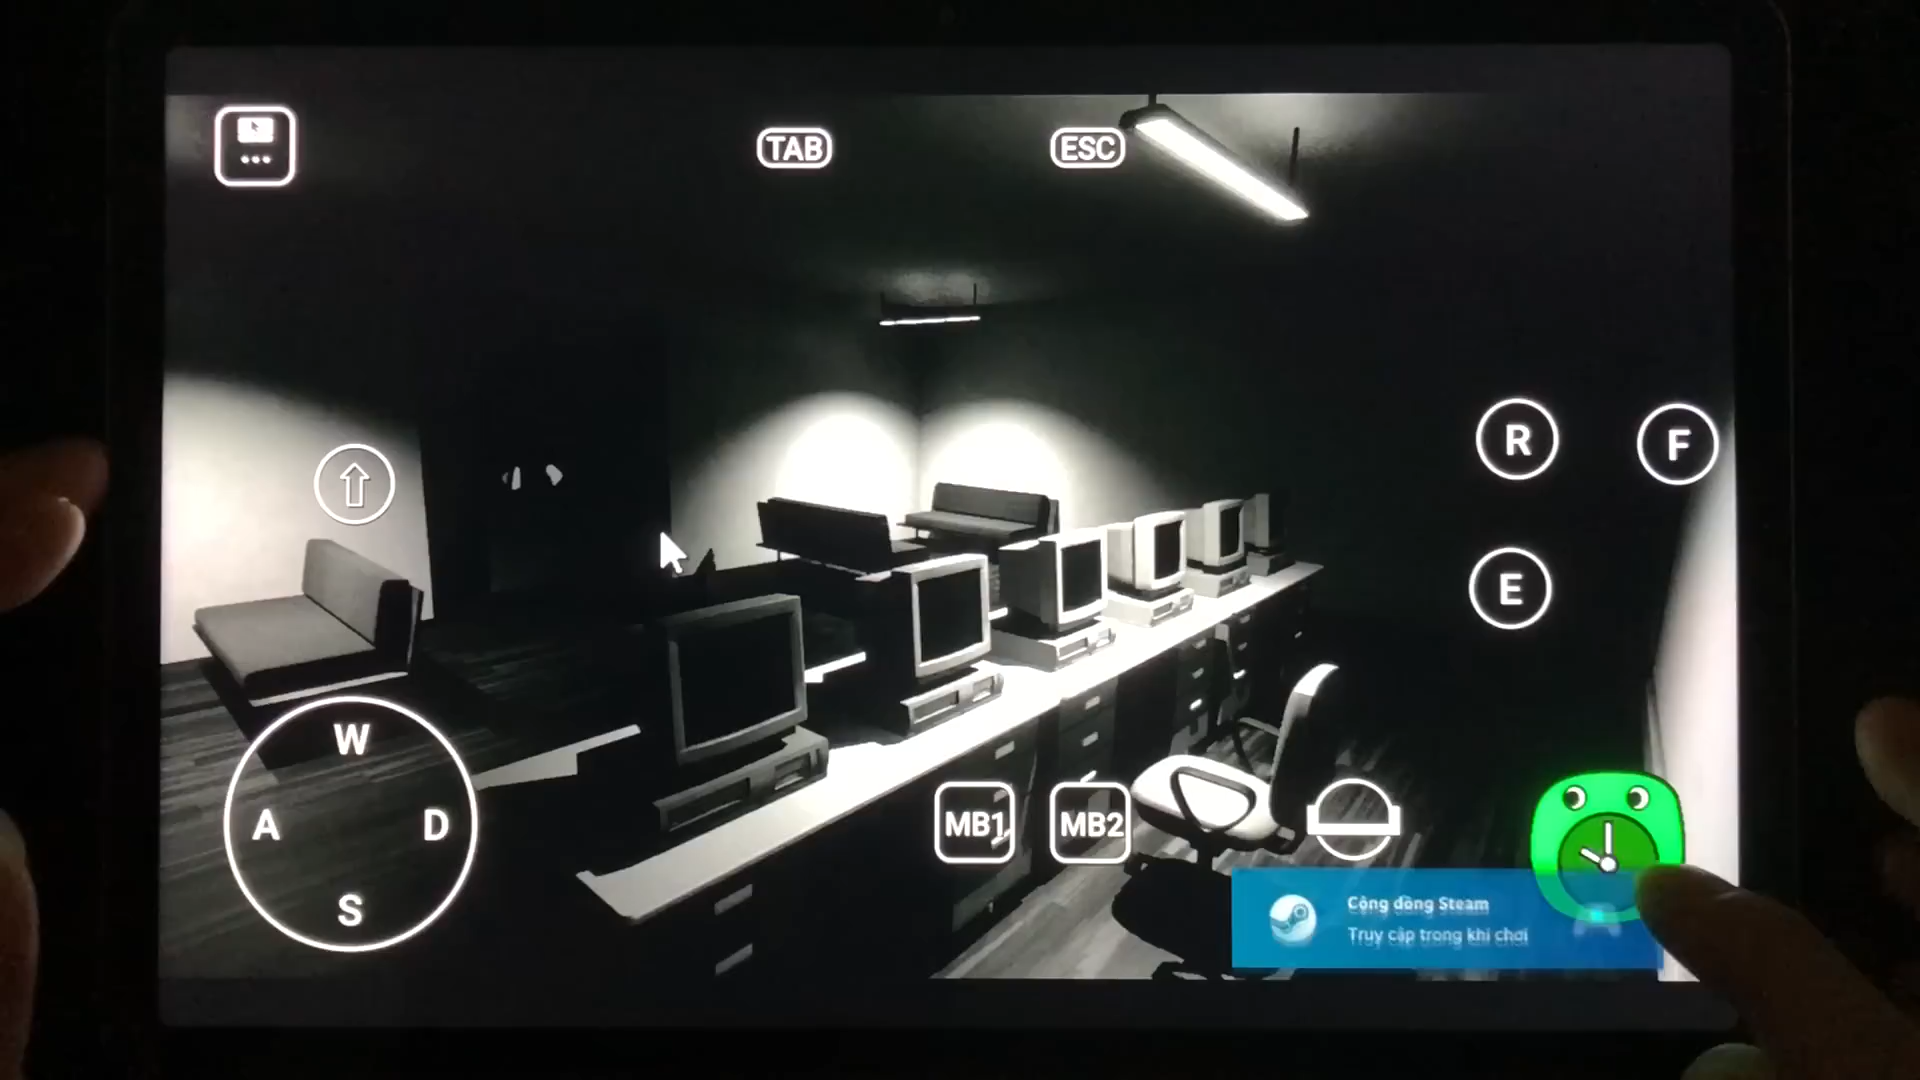 TAB
ESC
R
F
E
W
A
D
S
MB1
MB2
Cộng đồng Steam
Truy cập trong khi chơi